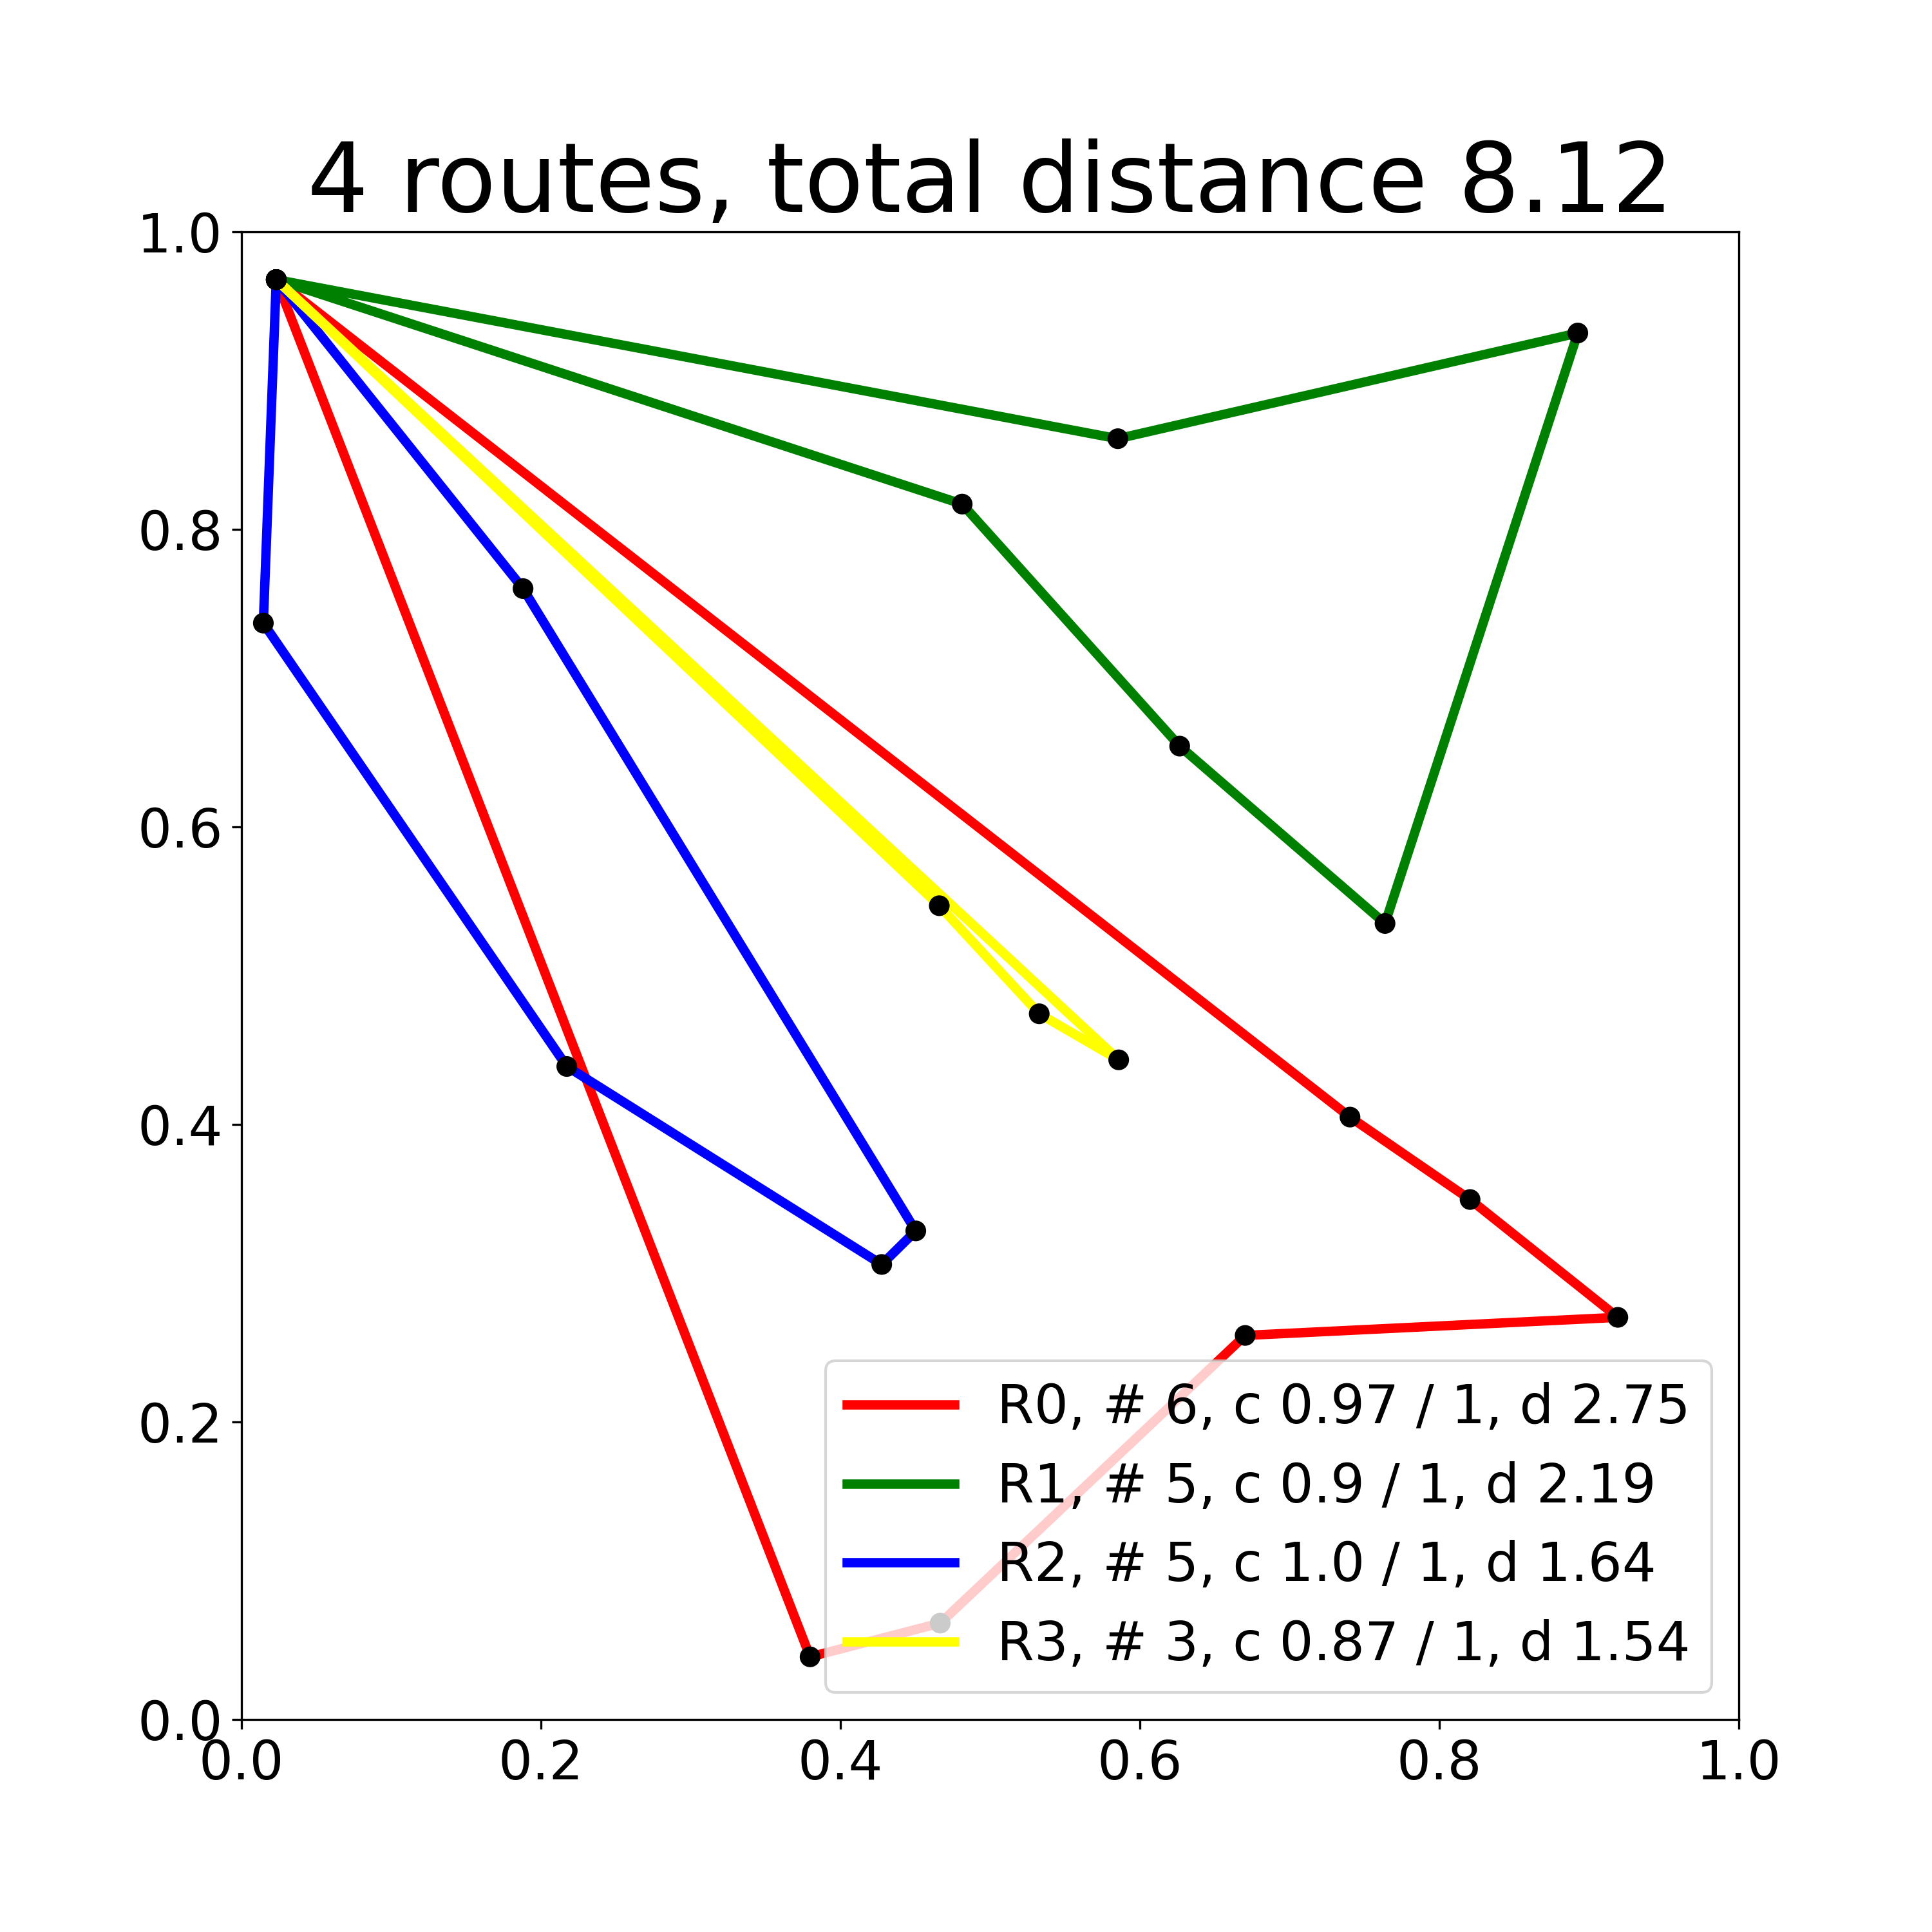 4 routes, total distance 8.12
1.0
0.8
0.6
0.4
0.2
0.0
R0, # 6, c 0.97 / 1, d 2.75
R1, # 5, c 0.9 / 1, d 2.19
R2, # 5, c 1.0 / 1, d 1.64
R3, # 3, c 0.87 / 1, d 1.54
0.0 0.2 0.4 0.6 0.8 1.0